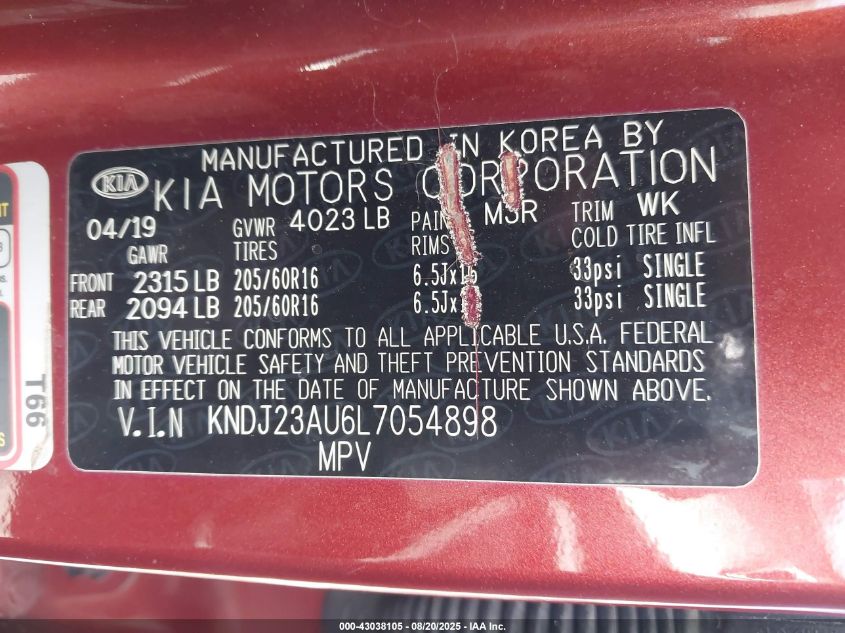 MANUFACTURED IN KOREA BY
KIA KIA MOTORS CORPORATION
04/19 GVWR 4023 LB PAINT M3R TRIM WK
GAWR TIRES RIMS COLD TIRE INFL
FRONT 2315 LB 205/60R16 6.5Jx16 33psi SINGLE
REAR 2094 LB 205/60R16 33psi SINGLE
THIS VEHICLE CONFORMS TO ALL APPLICABLE U.S.A. FEDERAL
MOTOR VEHICLE SAFETY AND THEFT PREVENTION STANDARDS
IN EFFECT ON THE DATE OF MANUFACTURE SHOWN ABOVE.
V.I.N KNDJ23AU6L7054898
MPV
T66
000-43038105 - 08/20/2025 - IAA Inc.